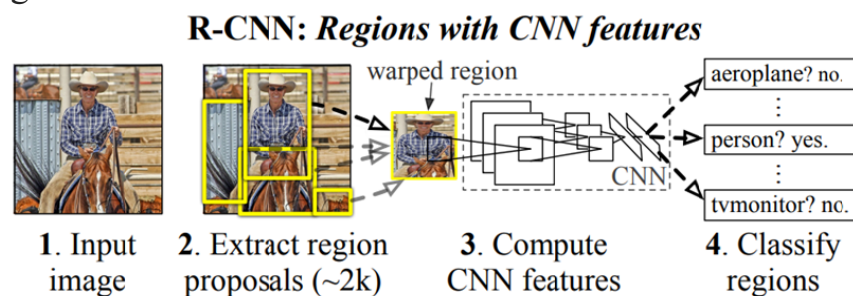 R-CNN: Regions with CNN features
warped region
aeroplane? no.
⋮
person? yes.
⋮
tvmonitor? no.
CNN
1. Input
image
2. Extract region
proposals (~2k)
3. Compute
CNN features
4. Classify
regions